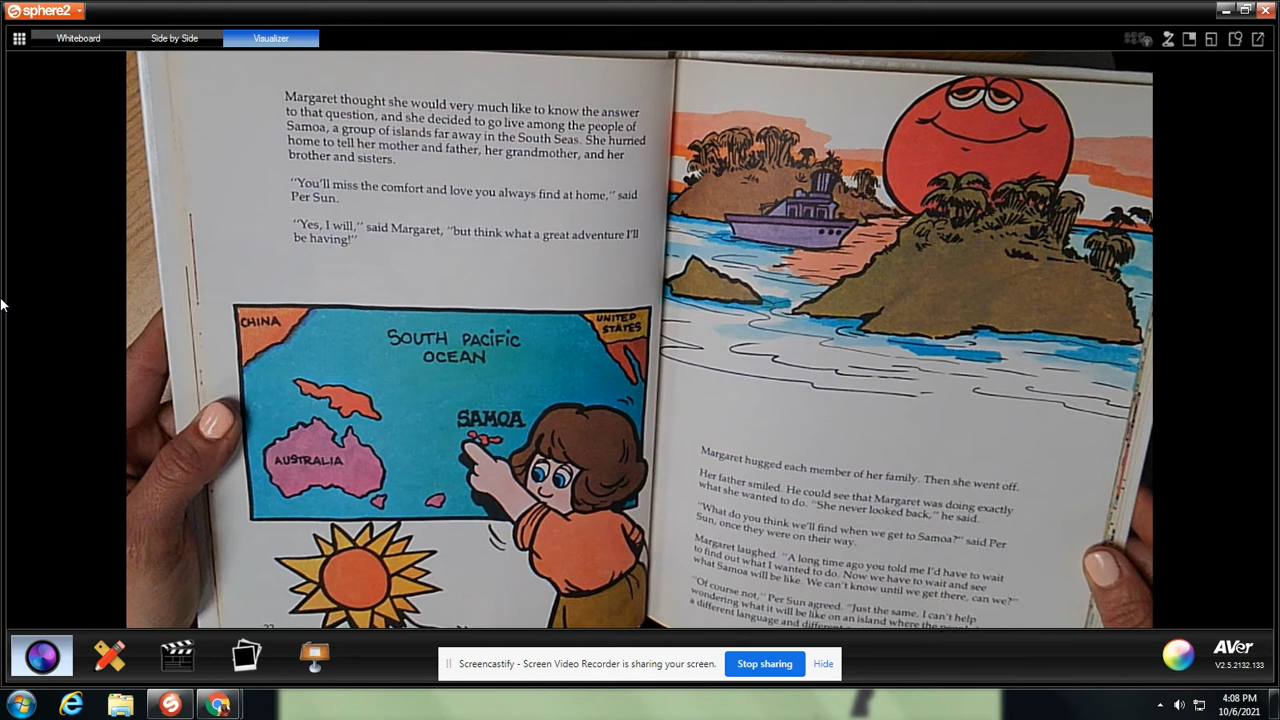 sphere2
Whiteboard
Side by Side
Visualizer
Margaret thought she would very much like to know the answer
to that question, and she decided to go live among the people of
Samoa, a group of islands far away in the South Seas. She hurried
home to tell her mother and father, her grandmother, and her
brother and sisters.
"You'll miss the comfort and love you always find at home," said
Per Sun.
"Yes, I will," said Margaret, "but think what a great adventure I'll
be having!"
CHINA
SOUTH PACIFIC
OCEAN
UNITED
STATES
SAMOA
AUSTRALIA
Margaret hugged each member of her family. Then she went off.
Her father smiled. He could see that Margaret was doing exactly
what she wanted to do. "She never looked back," he said.
"What do you think we'll find when we get to Samoa?" said Per
Sun, once they were on their way.
Margaret laughed. "A long time ago you told me I'd have to wait
to find out what I wanted to do. Now we have to wait and see
what Samoa will be like. We can't know until we get there, can we?"
"Of course not," Per Sun agreed. "Just the same, I can't help
wondering what it will be like on an island where the
a different language and different
Screencastify - Screen Video Recorder is sharing your screen.
Stop sharing
Hide
AVer
V2.5.2132.133
4:08 PM
10/6/2021